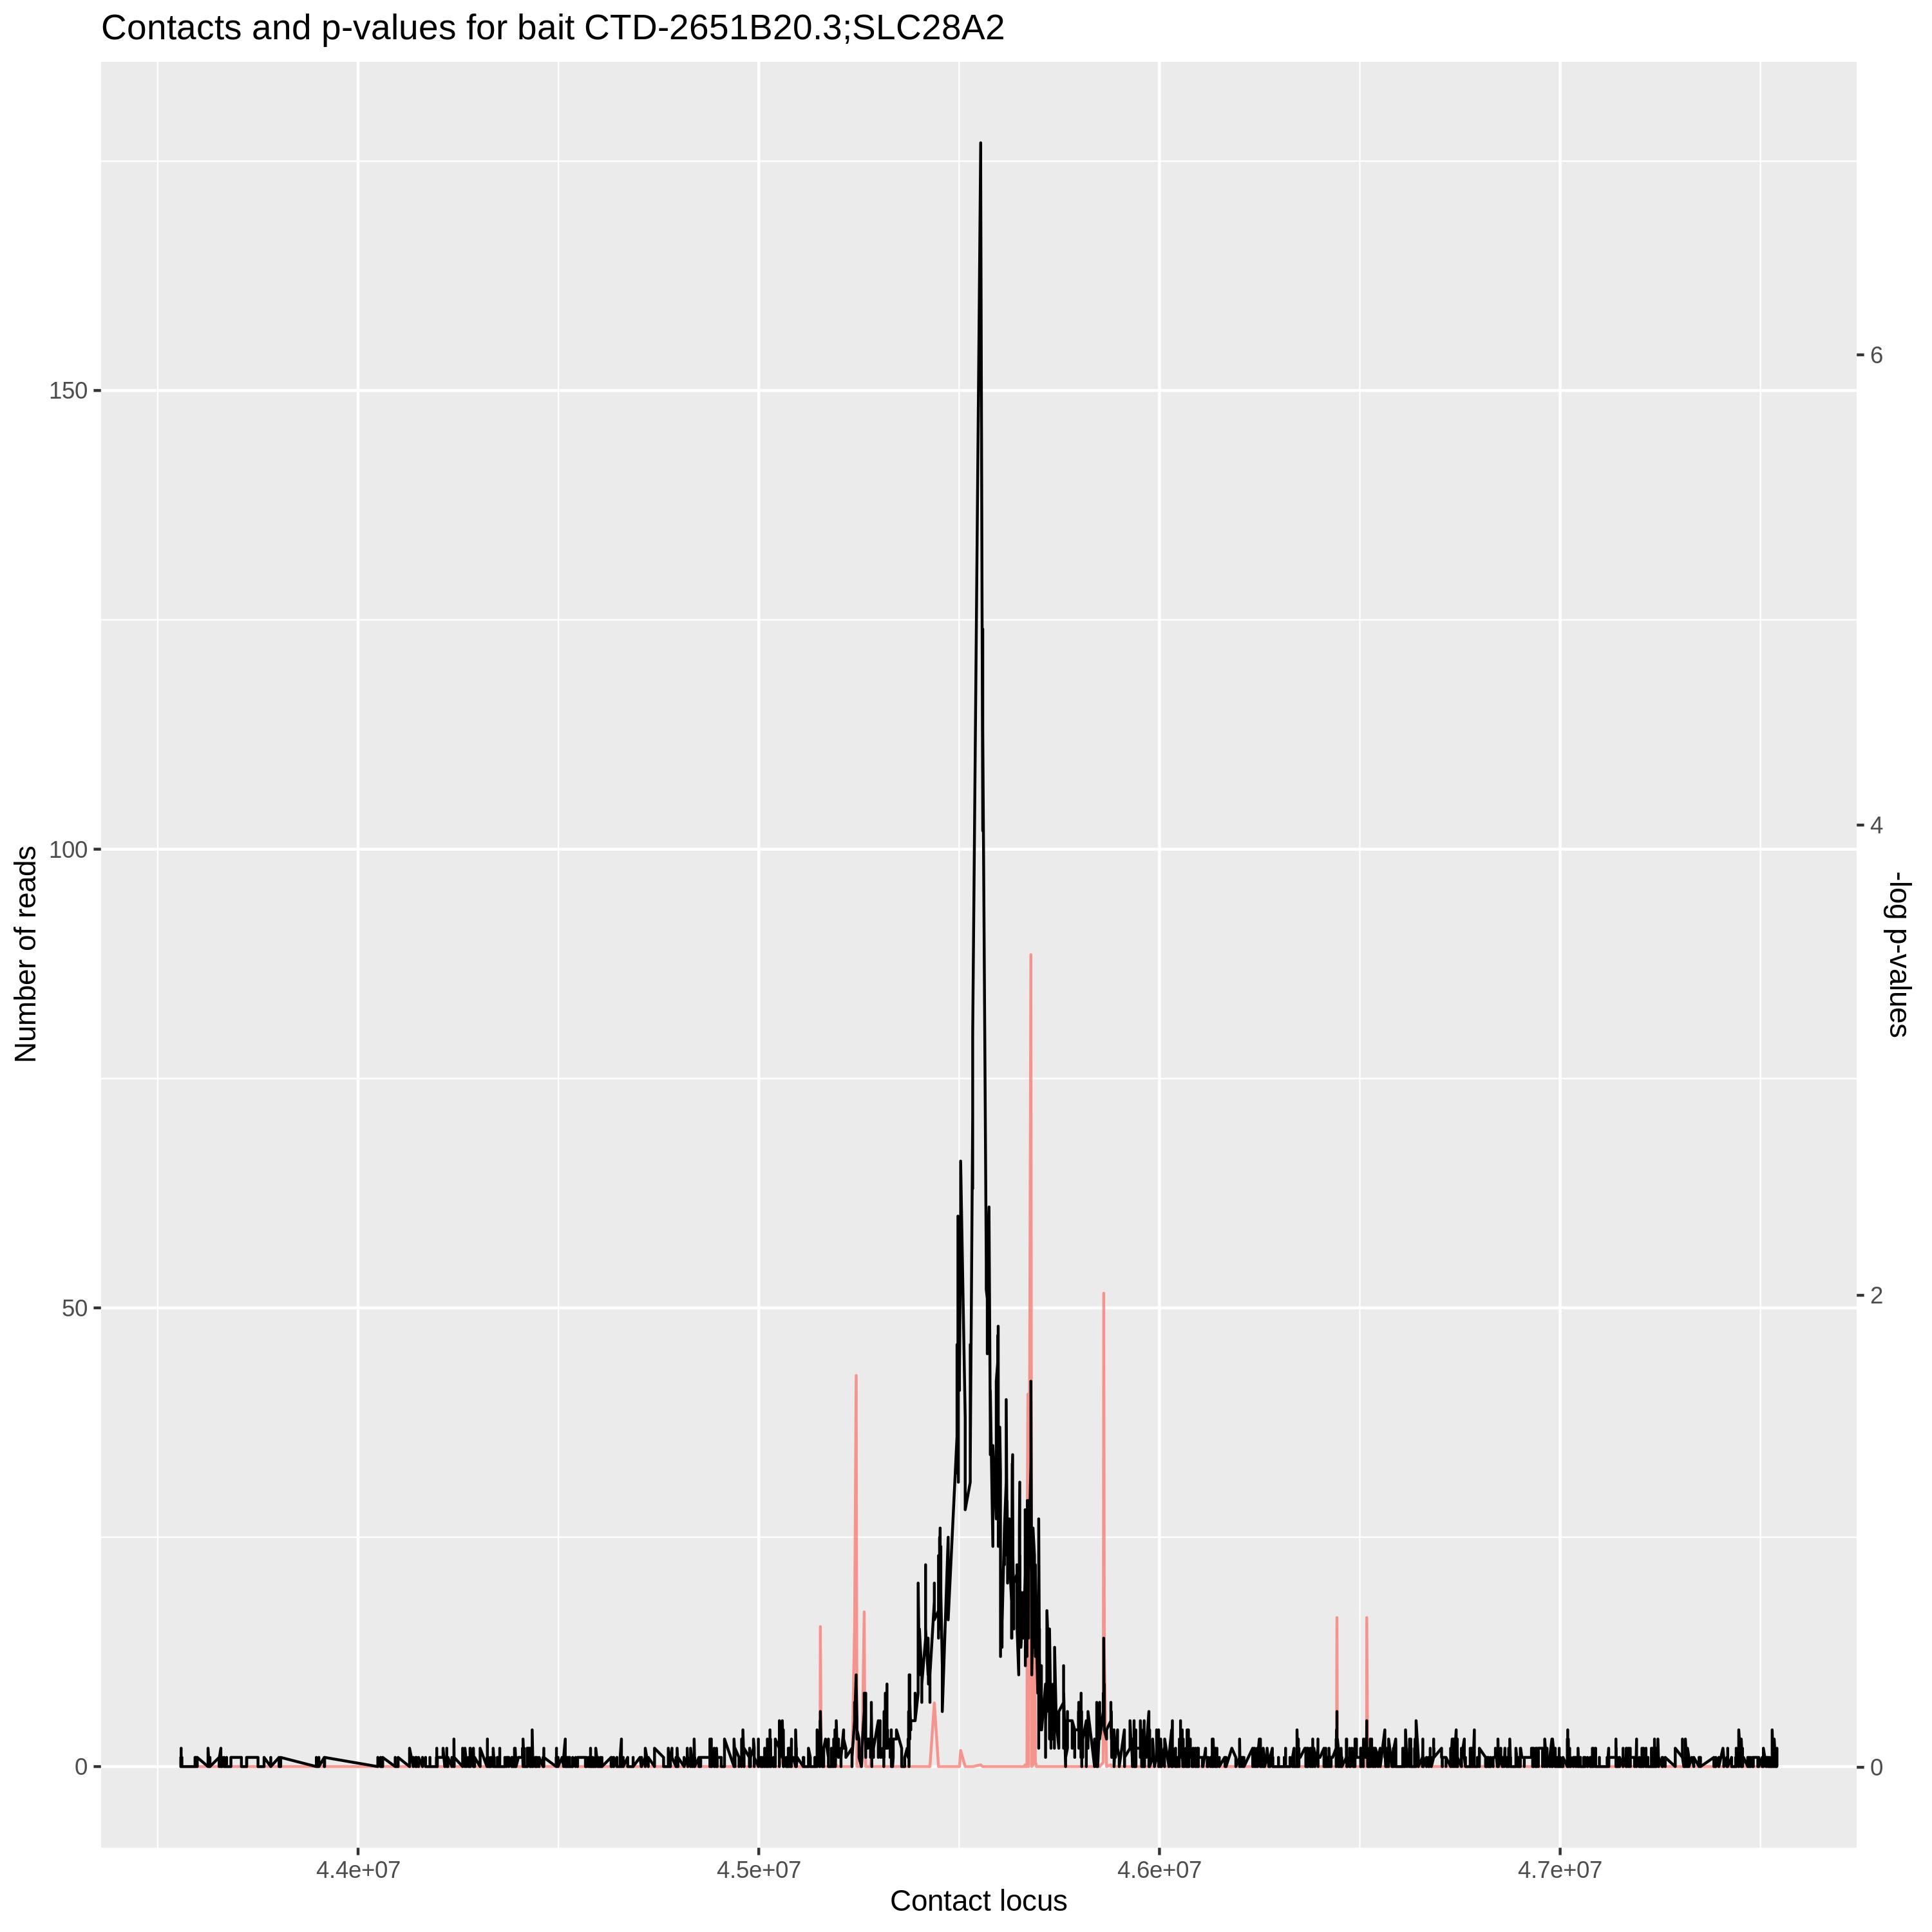 Contacts and p-values for bait CTD-2651B20.3;SLC28A2
150
100
50
0
Number of reads
6
4
2
0
-log p-values
4.4e+07
4.5e+07
4.6e+07
4.7e+07
Contact locus